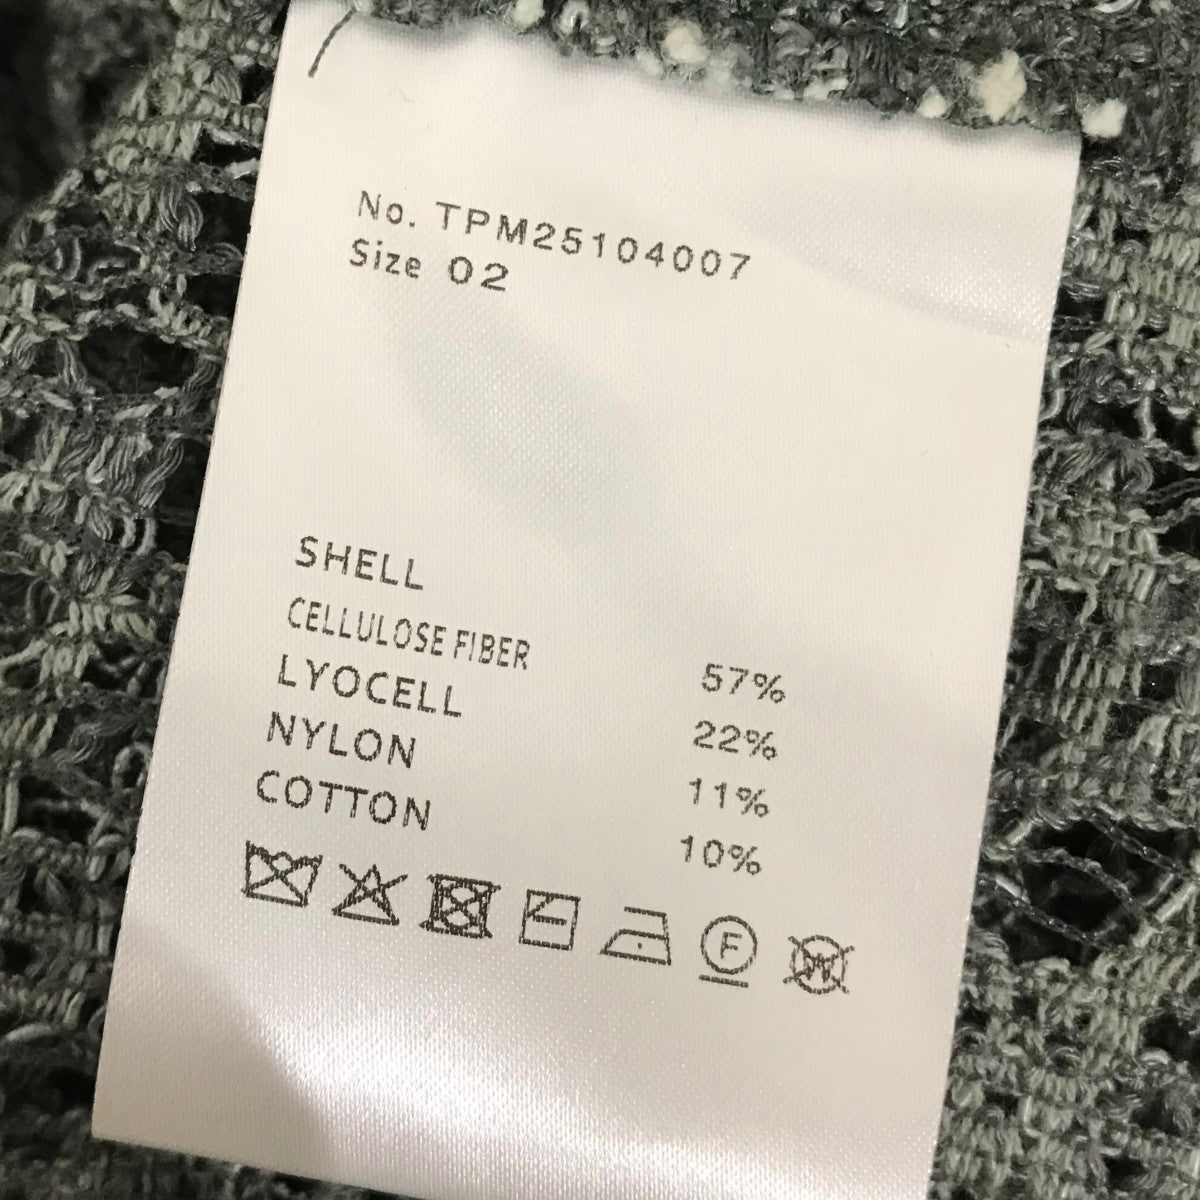 No. TPM25104007
Size 02
SHELL
CELLULOSE FIBER 57%
LYOCELL 22%
NYLON 11%
COTTON 10%
F
W